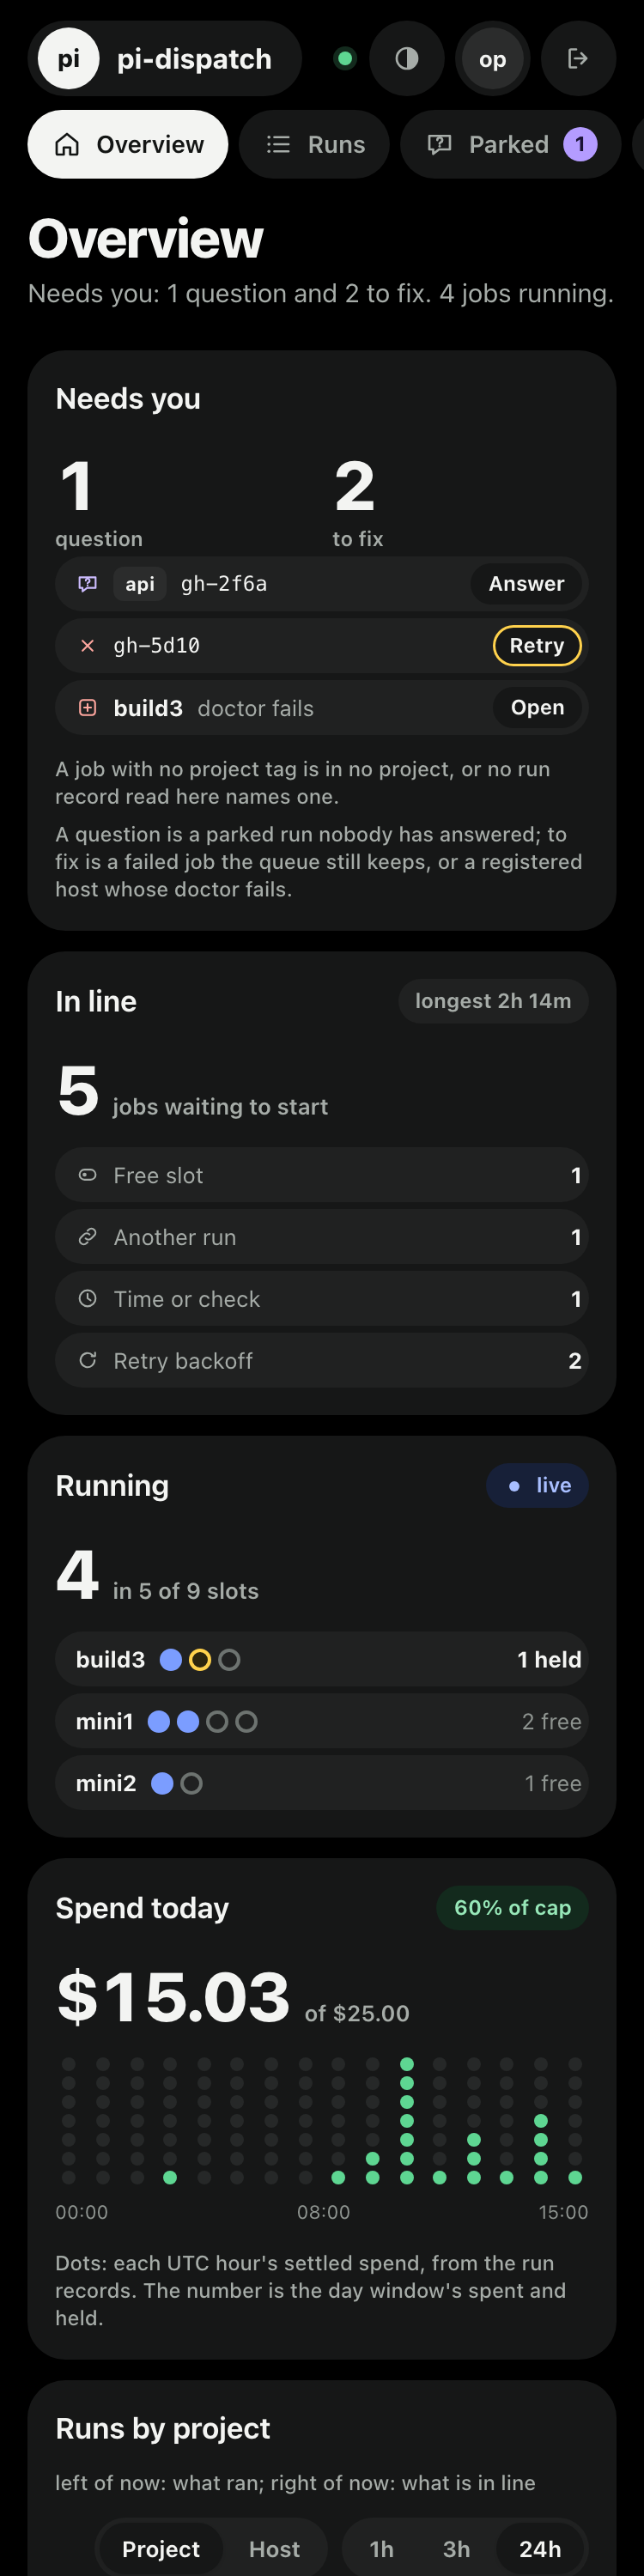 pi pi-dispatch op
Overview Runs Parked 1
Overview
Needs you: 1 question and 2 to fix. 4 jobs running.
Needs you
1 2
question to fix
api gh-2f6a Answer
gh-5d10 Retry
build3 doctor fails Open
A job with no project tag is in no project, or no run
record read here names one.
A question is a parked run nobody has answered; to
fix is a failed job the queue still keeps, or a registered
host whose doctor fails.
In line longest 2h 14m
5 jobs waiting to start
Free slot 1
Another run 1
Time or check 1
Retry backoff 2
Running live
4 in 5 of 9 slots
build3 1 held
mini1 2 free
mini2 1 free
Spend today 60% of cap
$15.03 of $25.00
00:00 08:00 15:00
Dots: each UTC hour's settled spend, from the run
records. The number is the day window's spent and
held.
Runs by project
left of now: what ran; right of now: what is in line
Project Host 1h 3h 24h